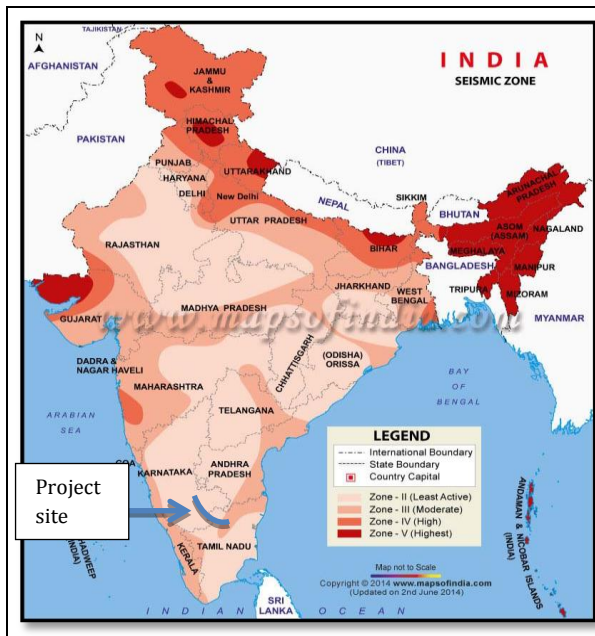 N
TAJIKISTAN
AFGHANISTAN
INDIA
SEISMIC ZONE
JAMMU
&
KASHMIR
HIMACHAL
PRADESH
PAKISTAN
CHINA
(TIBET)
PUNJAB
UTTARAKHAND
HARYANA
DELHI
New Delhi
NEPAL
SIKKIM
ARUNACHAL
PRADESH
BHUTAN
UTTAR PRADESH
ASOM
(ASSAM)
NAGALAND
RAJASTHAN
BIHAR
MEGHALAYA
BANGLADESH
MANIPUR
JHARKHAND
WEST
BENGAL
TRIPURA
MIZORAM
GUJARAT
MADHYA PRADESH
MYANMAR
www.mapsofindia.com
CHHATTISGARH
(ODISHA)
ORISSA
DADRA &
NAGAR HAVELI
MAHARASHTRA
BAY
OF
BENGAL
ARABIAN
SEA
TELANGANA
GOA
KARNATAKA
ANDHRA
PRADESH
Project
site
TAMIL NADU
KERALA
HADWEEP
(INDIA)
ANDAMAN &
NICOBAR ISLANDS
(INDIA)
SRI
LANKA
INDIAN OCEAN
LEGEND
International Boundary
State Boundary
Country Capital
Zone - II (Least Active)
Zone - III (Moderate)
Zone - IV (High)
Zone - V (Highest)
Map not to Scale
Copyright © 2014 www.mapsofindia.com
(Updated on 2nd June 2014)